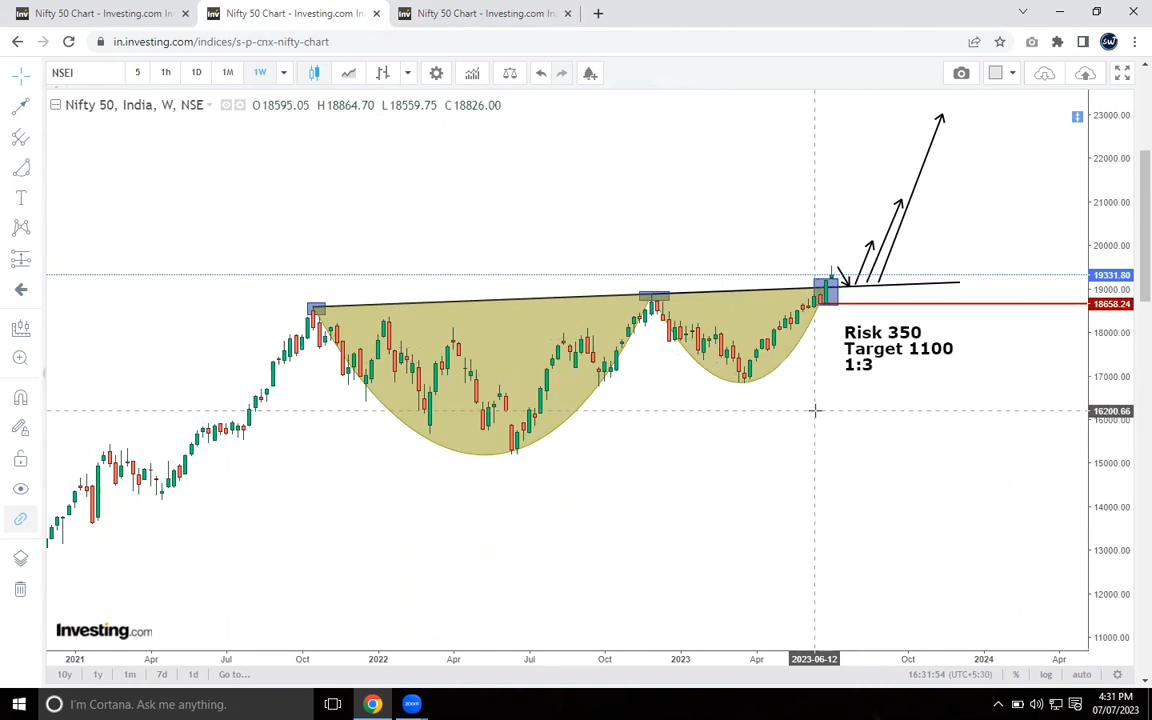 Nifty 50 Chart - Investing.com In
Nifty 50 Chart - Investing.com In
Nifty 50 Chart - Investing.com In
in.investing.com/indices/s-p-cnx-nifty-chart
NSEI 5 1h 1D 1M 1W
Nifty 50, India, W, NSE O18595.05 H18864.70 L18559.75 C18826.00
23000.00
22000.00
21000.00
20000.00
19331.80
19000.00
18658.24
18000.00
17000.00
16200.66
16000.00
15000.00
14000.00
13000.00
12000.00
11000.00
Risk 350
Target 1100
1:3
Investing.com
2021 Apr Jul Oct 2022 Apr Jul Oct 2023 Apr 2023-06-12 Oct 2024 Apr
10y 1y 1m 7d 1d Go to... 16:31:54 (UTC+5:30) % log auto
I'm Cortana. Ask me anything.
4:31 PM
07/07/2023